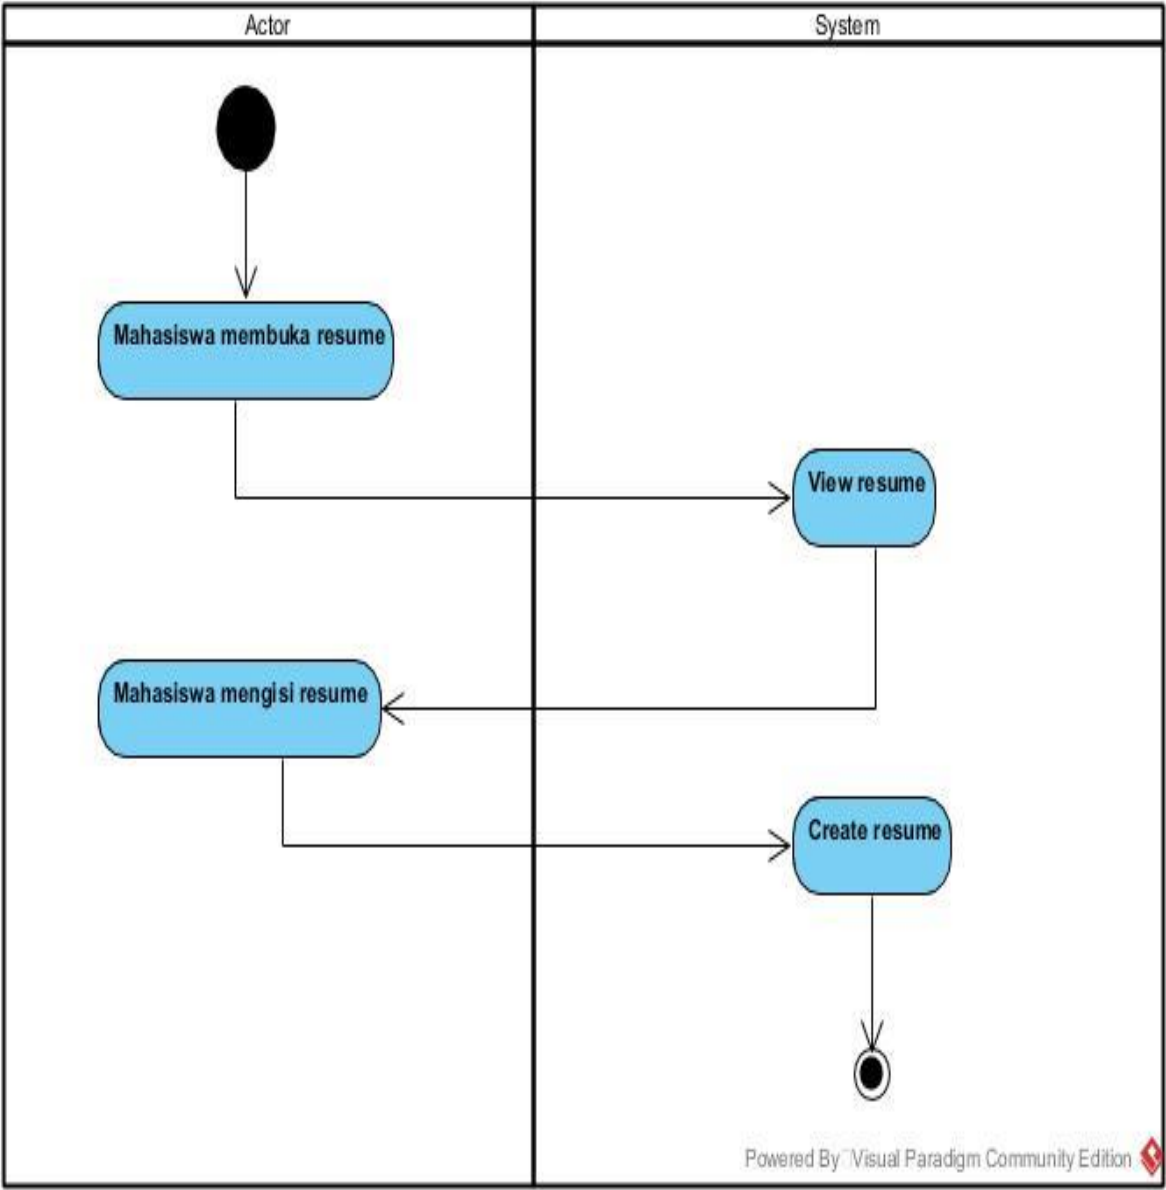 Actor
System
Mahasiswa membuka resume
View resume
Mahasiswa mengisi resume
Create resume
Powered By Visual Paradigm Community Edition